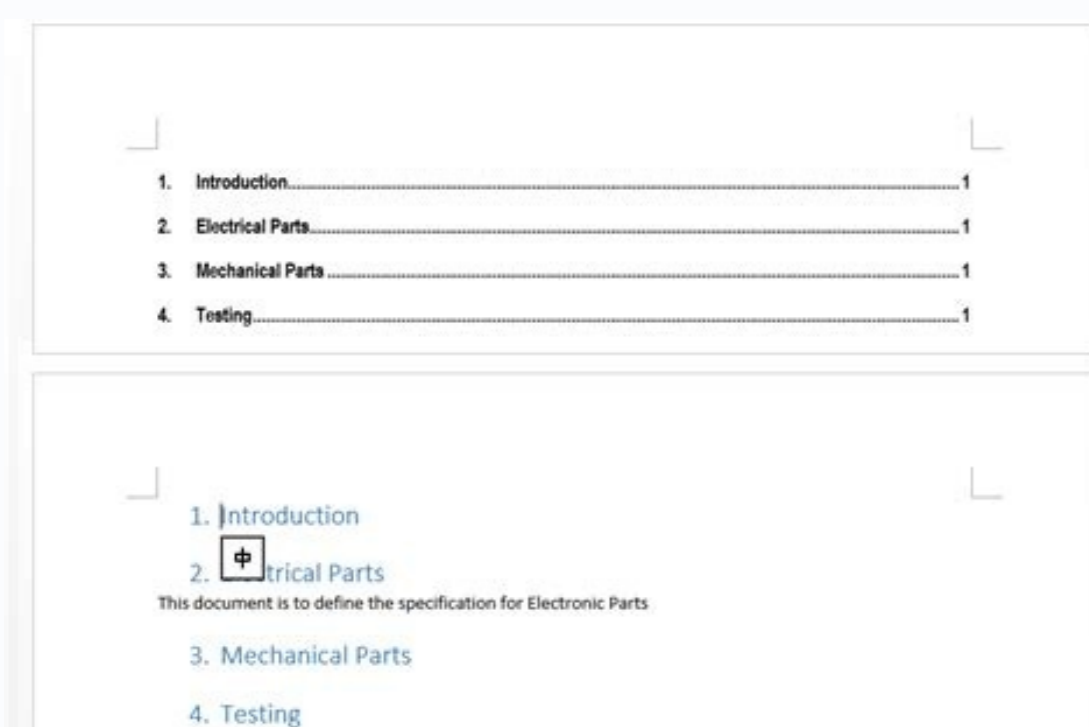 1. Introduction..........1
2. Electrical Parts..........1
3. Mechanical Parts..........1
4. Testing..........1
1. Introduction
中
2. trical Parts
This document is to define the specification for Electronic Parts
3. Mechanical Parts
4. Testing